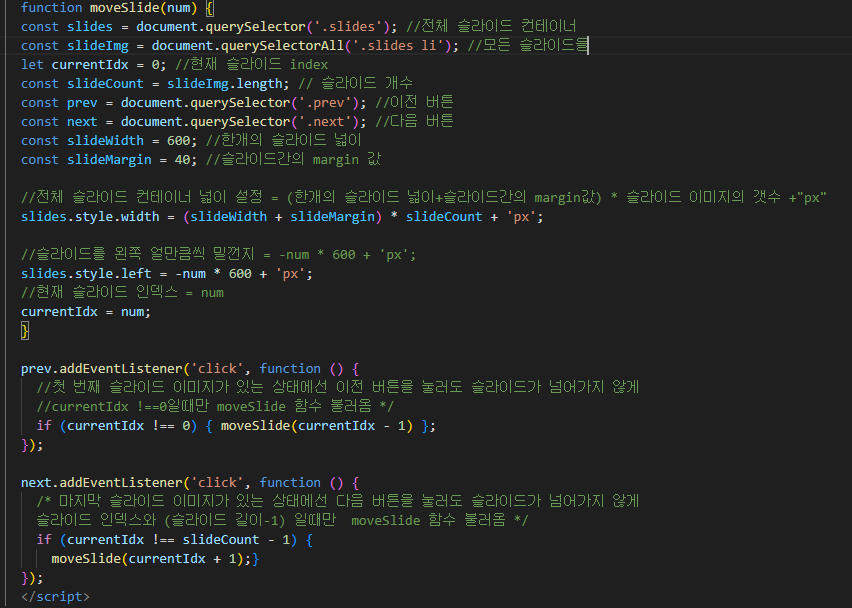 function moveSlide(num) {
const slides = document.querySelector('.slides'); //전체 슬라이드 컨테이너
const slideImg = document.querySelectorAll('.slides li'); //모든 슬라이드를
let currentIdx = 0; //현재 슬라이드 index
const slideCount = slideImg.length; // 슬라이드 개수
const prev = document.querySelector('.prev'); //이전 버튼
const next = document.querySelector('.next'); //다음 버튼
const slideWidth = 600; //한개의 슬라이드 넓이
const slideMargin = 40; //슬라이드간의 margin 값
//전체 슬라이드 컨테이너 넓이 설정 = (한개의 슬라이드 넓이+슬라이드간의 margin값) * 슬라이드 이미지의 갯수 +"px"
slides.style.width = (slideWidth + slideMargin) * slideCount + 'px';
//슬라이드를 왼쪽 얼만큼씩 밀껀지 = -num * 600 + 'px';
slides.style.left = -num * 600 + 'px';
//현재 슬라이드 인덱스 = num
currentIdx = num;
}
prev.addEventListener('click', function () {
//첫 번째 슬라이드 이미지가 있는 상태에선 이전 버튼을 눌러도 슬라이드가 넘어가지 않게
//currentIdx !==0일때만 moveSlide 함수 불러옴 */
if (currentIdx !== 0) { moveSlide(currentIdx - 1) };
});
next.addEventListener('click', function () {
/* 마지막 슬라이드 이미지가 있는 상태에선 다음 버튼을 눌러도 슬라이드가 넘어가지 않게
슬라이드 인덱스와 (슬라이드 길이-1) 일때만  moveSlide 함수 불러옴 */
if (currentIdx !== slideCount - 1) {
moveSlide(currentIdx + 1);}
});
</script>